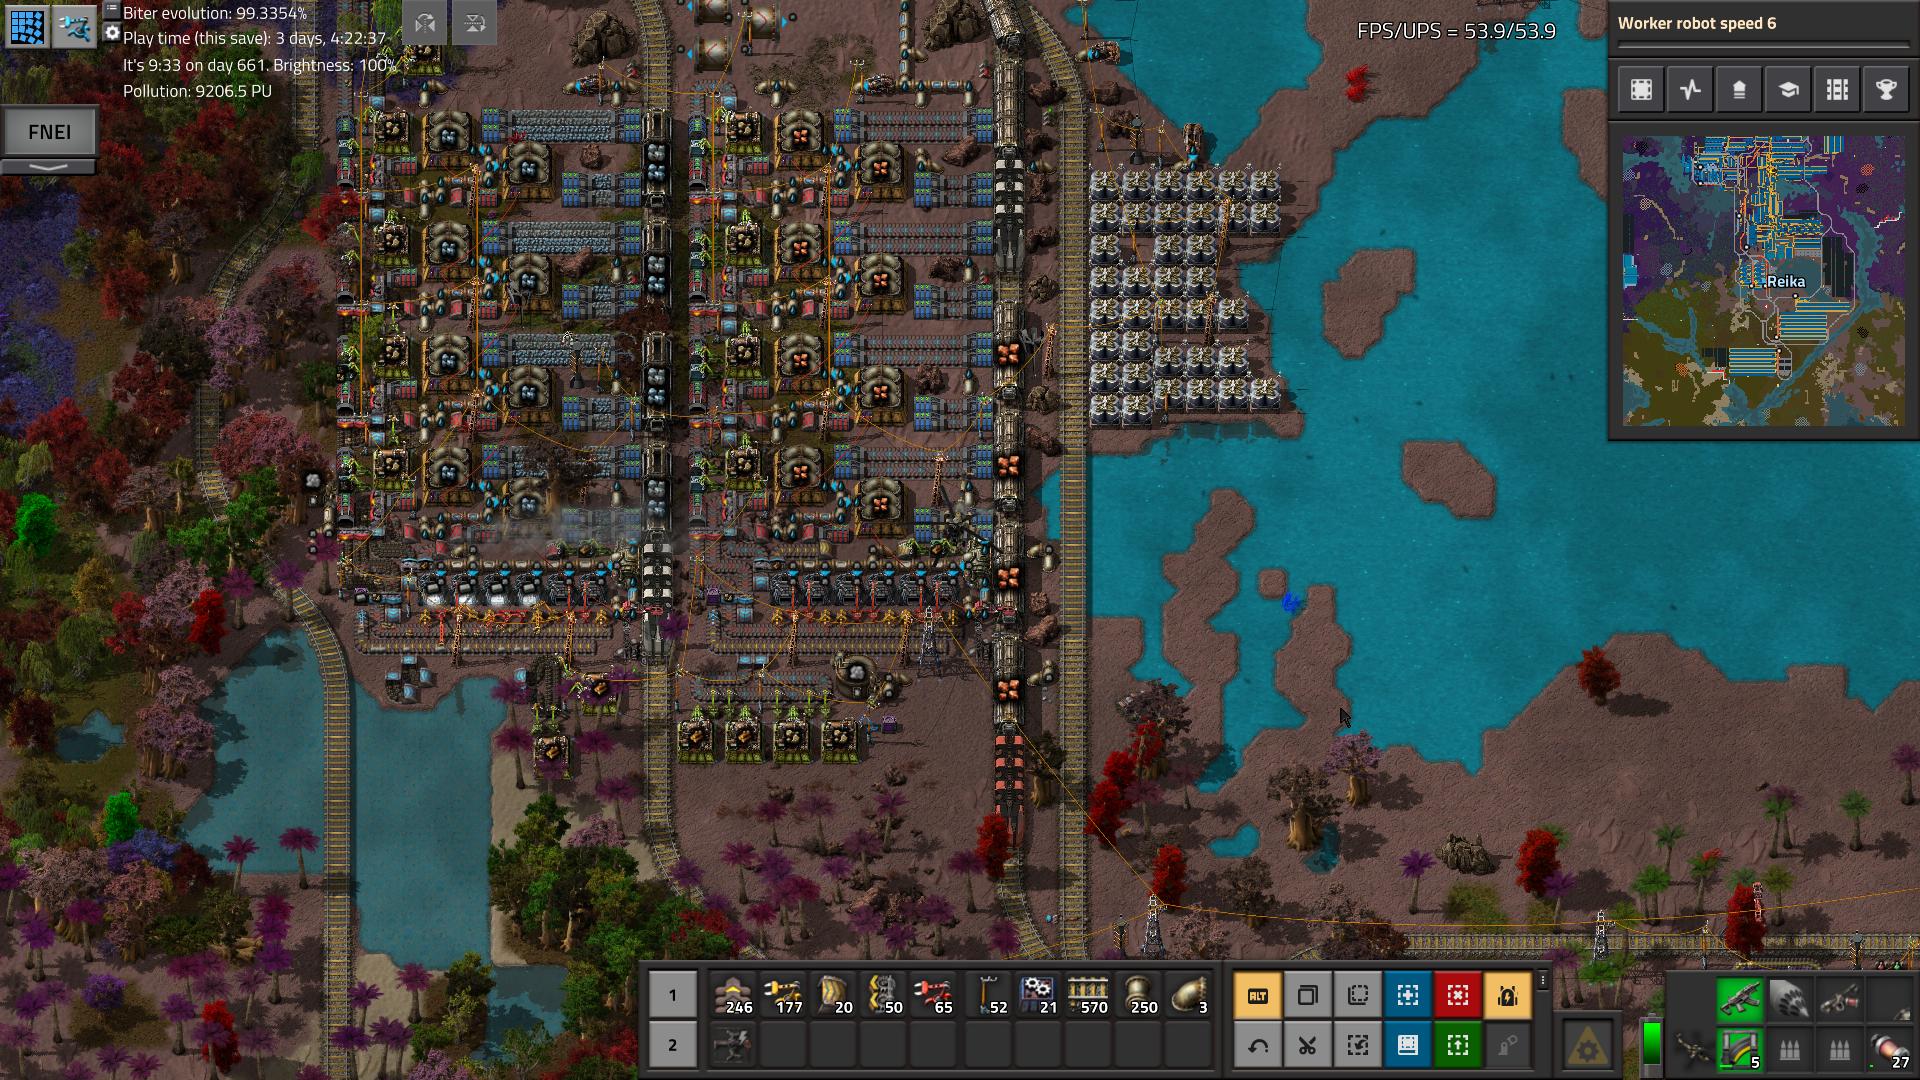 Biter evolution: 99.3354%
Play time (this save): 3 days, 4:22:37
It's 9:33 on day 661. Brightness: 100%
Pollution: 9206.5 PU
FNEI
FPS/UPS = 53.9/53.9
Worker robot speed 6
Reika
1
246
177
20
50
65
52
21
570
250
3
ALT
2
5
27